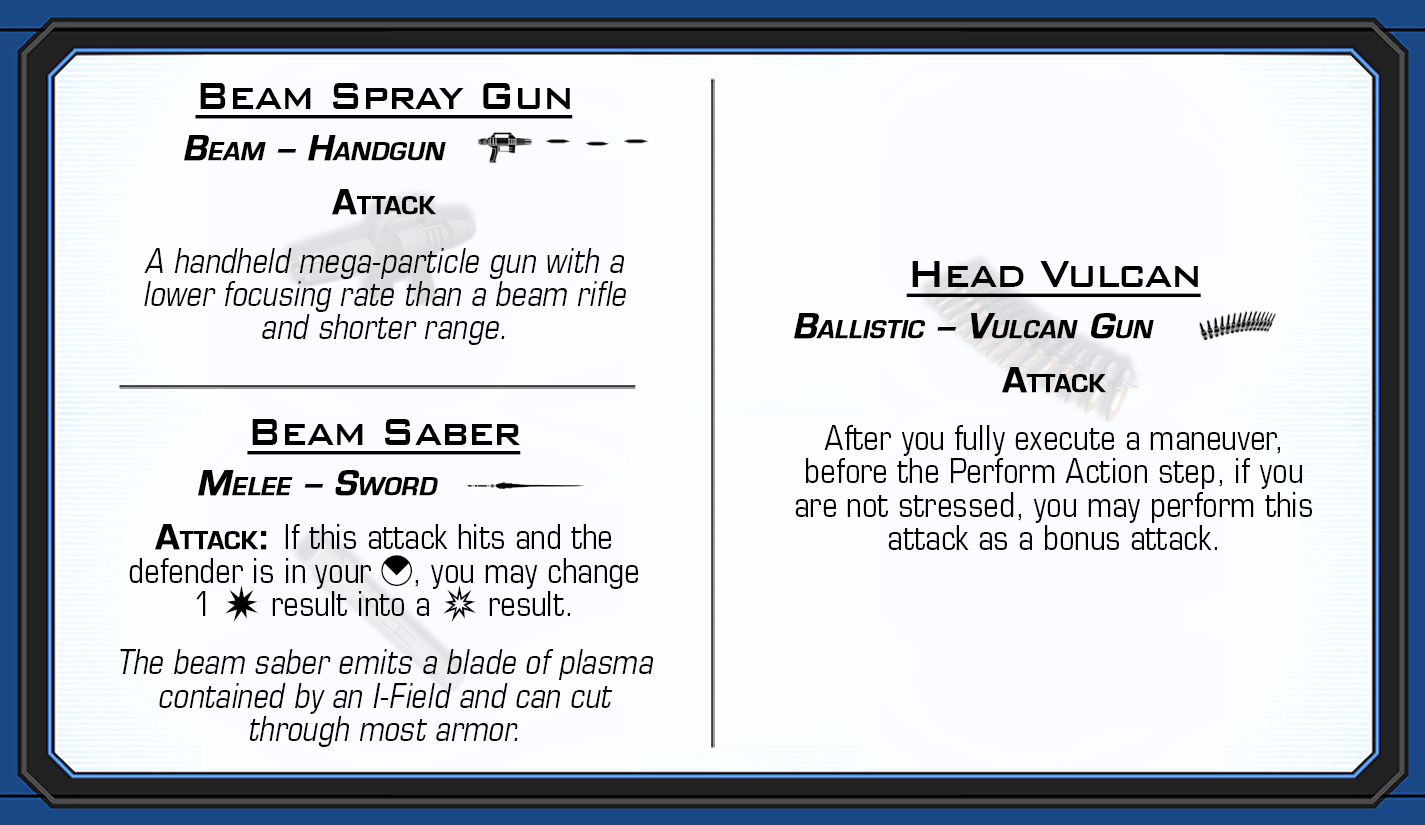 Beam Spray Gun
Beam – Handgun
Attack
A handheld mega-particle gun with a
lower focusing rate than a beam rifle
and shorter range.
Beam Saber
Melee – Sword
Attack: If this attack hits and the
defender is in your , you may change
1 result into a result.
The beam saber emits a blade of plasma
contained by an I-Field and can cut
through most armor.
Head Vulcan
Ballistic – Vulcan Gun
Attack
After you fully execute a maneuver,
before the Perform Action step, if you
are not stressed, you may perform this
attack as a bonus attack.